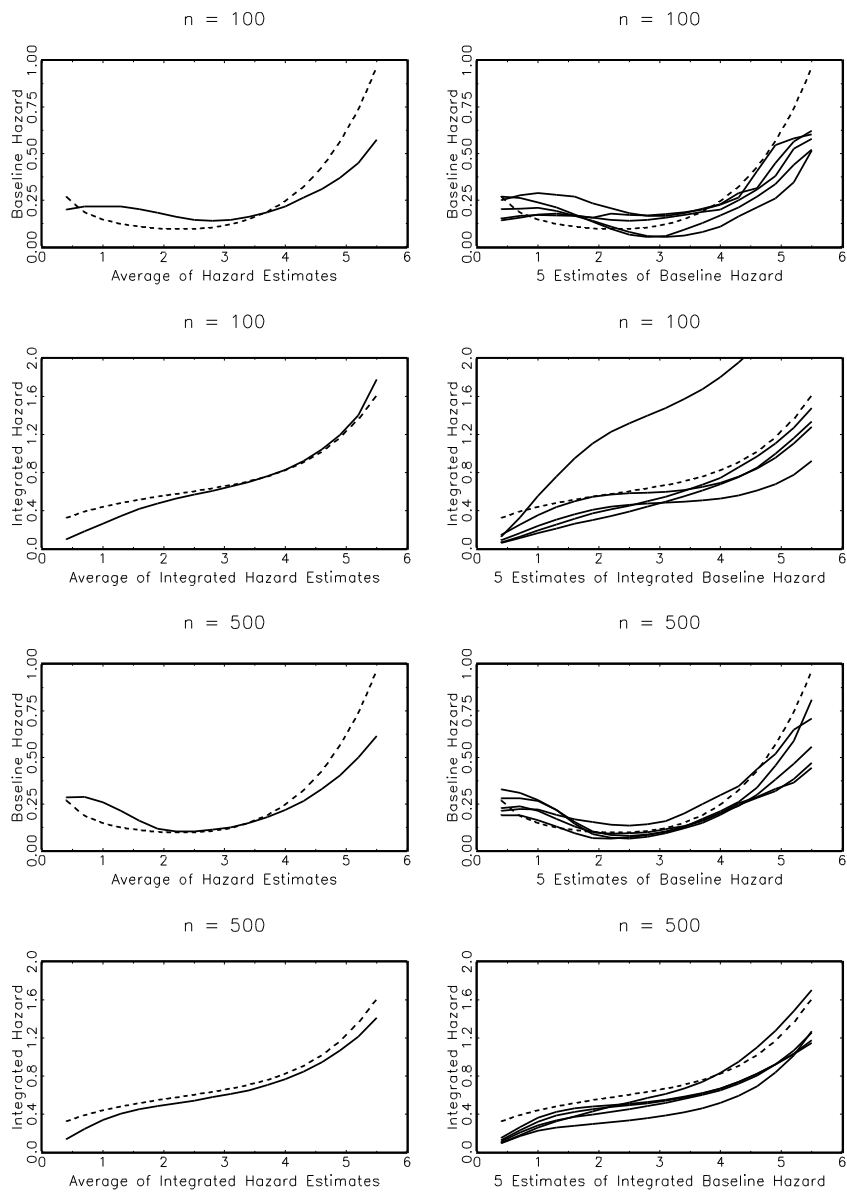 n = 100
n = 100
Baseline Hazard
0.00 0.25 0.50 0.75 1.00
0 1 2 3 4 5 6
Average of Hazard Estimates
Baseline Hazard
0.00 0.25 0.50 0.75 1.00
0 1 2 3 4 5 6
5 Estimates of Baseline Hazard
n = 100
n = 100
Integrated Hazard
0.0 0.4 0.8 1.2 1.6 2.0
0 1 2 3 4 5 6
Average of Integrated Hazard Estimates
Integrated Hazard
0.0 0.4 0.8 1.2 1.6 2.0
0 1 2 3 4 5 6
5 Estimates of Integrated Baseline Hazard
n = 500
n = 500
Baseline Hazard
0.00 0.25 0.50 0.75 1.00
0 1 2 3 4 5 6
Average of Hazard Estimates
Baseline Hazard
0.00 0.25 0.50 0.75 1.00
0 1 2 3 4 5 6
5 Estimates of Baseline Hazard
n = 500
n = 500
Integrated Hazard
0.0 0.4 0.8 1.2 1.6 2.0
0 1 2 3 4 5 6
Average of Integrated Hazard Estimates
Integrated Hazard
0.0 0.4 0.8 1.2 1.6 2.0
0 1 2 3 4 5 6
5 Estimates of Integrated Baseline Hazard